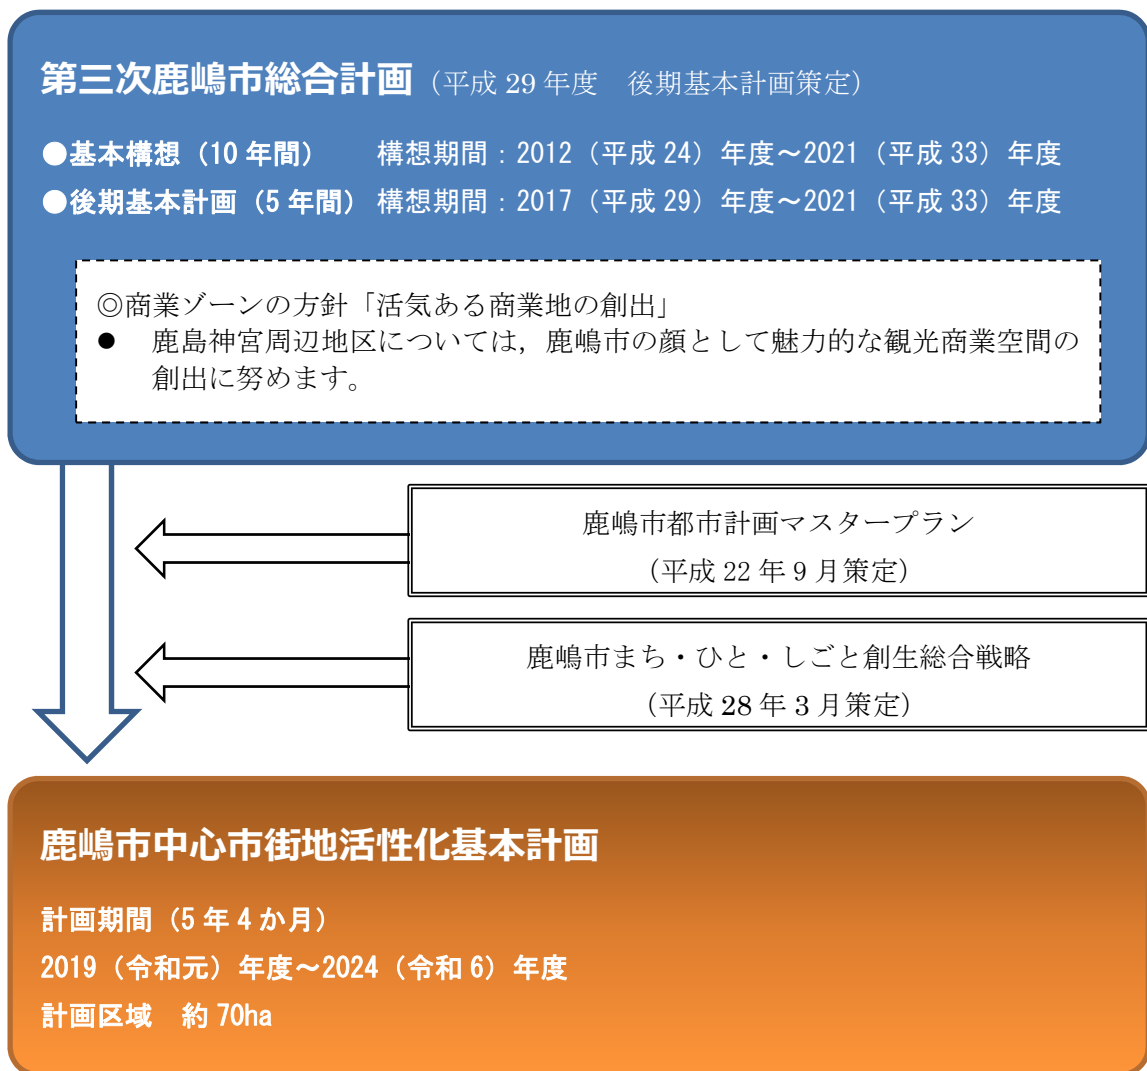 第三次鹿嶋市総合計画（平成 29 年度　後期基本計画策定）
●基本構想（10 年間）　　構想期間：2012（平成 24）年度～2021（平成 33）年度
●後期基本計画（5 年間）構想期間：2017（平成 29）年度～2021（平成 33）年度
◎商業ゾーンの方針「活気ある商業地の創出」
● 鹿島神宮周辺地区については，鹿嶋市の顔として魅力的な観光商業空間の
創出に努めます。
鹿嶋市都市計画マスタープラン
（平成 22 年 9 月策定）
鹿嶋市まち・ひと・しごと創生総合戦略
（平成 28 年 3 月策定）
鹿嶋市中心市街地活性化基本計画
計画期間（5 年 4 か月）
2019（令和元）年度～2024（令和 6）年度
計画区域　約 70ha